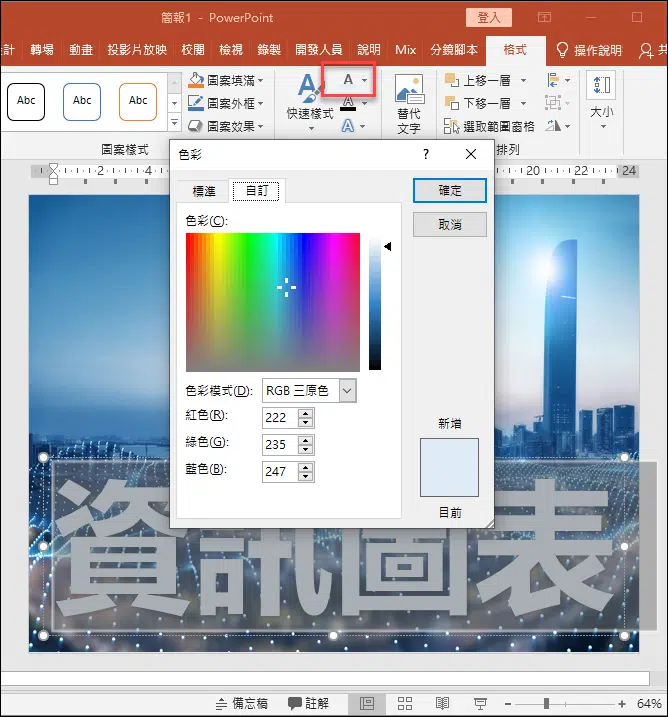 簡報1 - PowerPoint
登入
計 轉場 動畫 投影片放映 校閱 檢視 錄製 開發人員 說明 Mix 分鏡腳本 格式 操作說明 共
Abc Abc Abc
圖案填滿
圖案外框
圖案效果
圖案樣式
快速樣式
A
A
A
A
替代
文字
上移一層
下移一層
選取範圍窗格
排列
大小
2 4 20 22 24
色彩
?
標準 自訂
確定
取消
色彩(C):
色彩模式(D): RGB 三原色
紅色(R): 222
綠色(G): 235
藍色(B): 247
新增
目前
資訊圖表
備忘稿 註解 64%